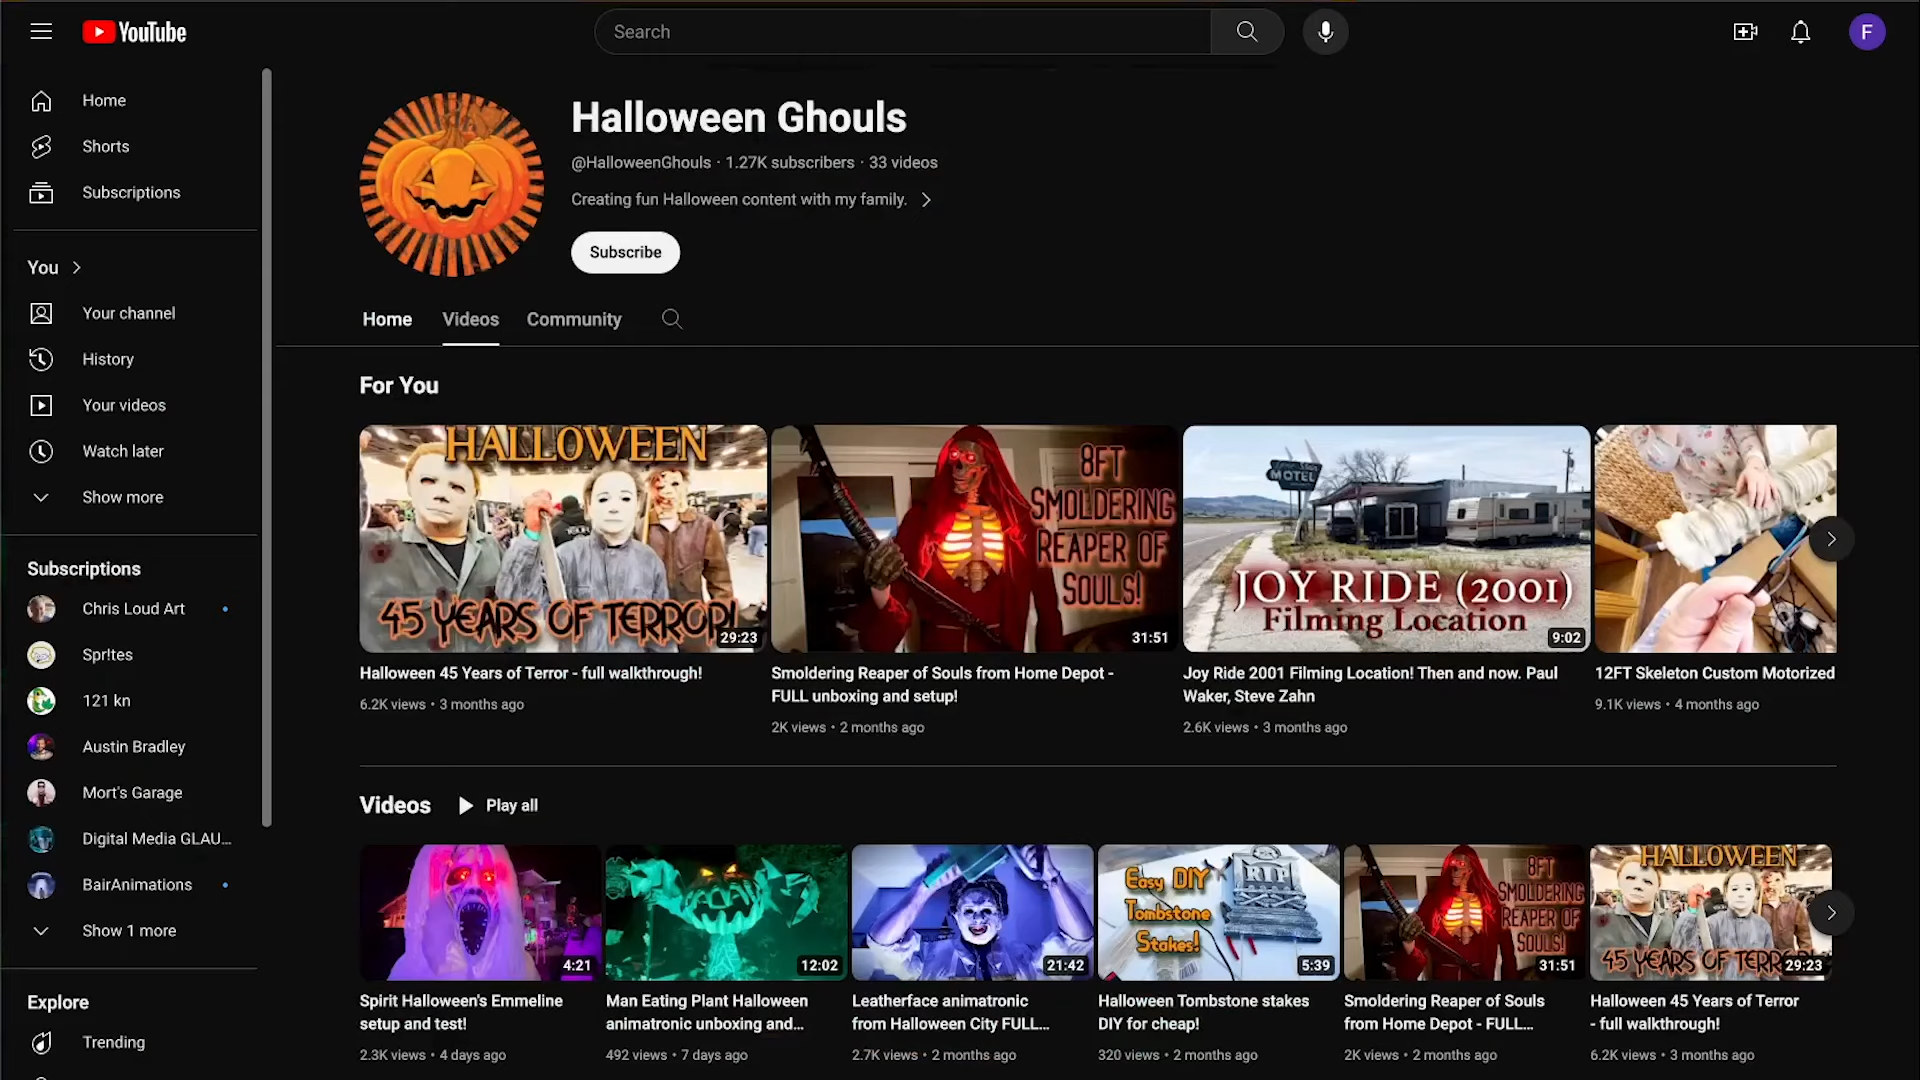 YouTube
Search
F
Home
Shorts
Subscriptions
You
Your channel
History
Your videos
Watch later
Show more
Subscriptions
Chris Loud Art
Spr!tes
121 kn
Austin Bradley
Mort's Garage
Digital Media GLAU...
BairAnimations
Show 1 more
Explore
Trending
Halloween Ghouls
@HalloweenGhouls · 1.27K subscribers · 33 videos
Creating fun Halloween content with my family.
Subscribe
Home Videos Community
For You
HALLOWEEN
45 YEARS OF TERROR!
29:23
Halloween 45 Years of Terror - full walkthrough!
6.2K views • 3 months ago
8FT
SMOLDERING
REAPER OF
SOULS!
31:51
Smoldering Reaper of Souls from Home Depot -
FULL unboxing and setup!
2K views • 2 months ago
MOTEL
JOY RIDE (2001)
Filming Location
9:02
Joy Ride 2001 Filming Location! Then and now. Paul
Waker, Steve Zahn
2.6K views • 3 months ago
12FT Skeleton Custom Motorized
9.1K views • 4 months ago
Videos Play all
4:21
Spirit Halloween's Emmeline
setup and test!
2.3K views • 4 days ago
12:02
Man Eating Plant Halloween
animatronic unboxing and...
492 views • 7 days ago
21:42
Leatherface animatronic
from Halloween City FULL...
2.7K views • 2 months ago
Easy DIY
Tombstone
Stakes!
RIP
5:39
Halloween Tombstone stakes
DIY for cheap!
320 views • 2 months ago
8FT
SMOLDERING
REAPER OF
SOULS!
31:51
Smoldering Reaper of Souls
from Home Depot - FULL...
2K views • 2 months ago
HALLOWEEN
45 YEARS OF TERR
29:23
Halloween 45 Years of Terror
- full walkthrough!
6.2K views • 3 months ago